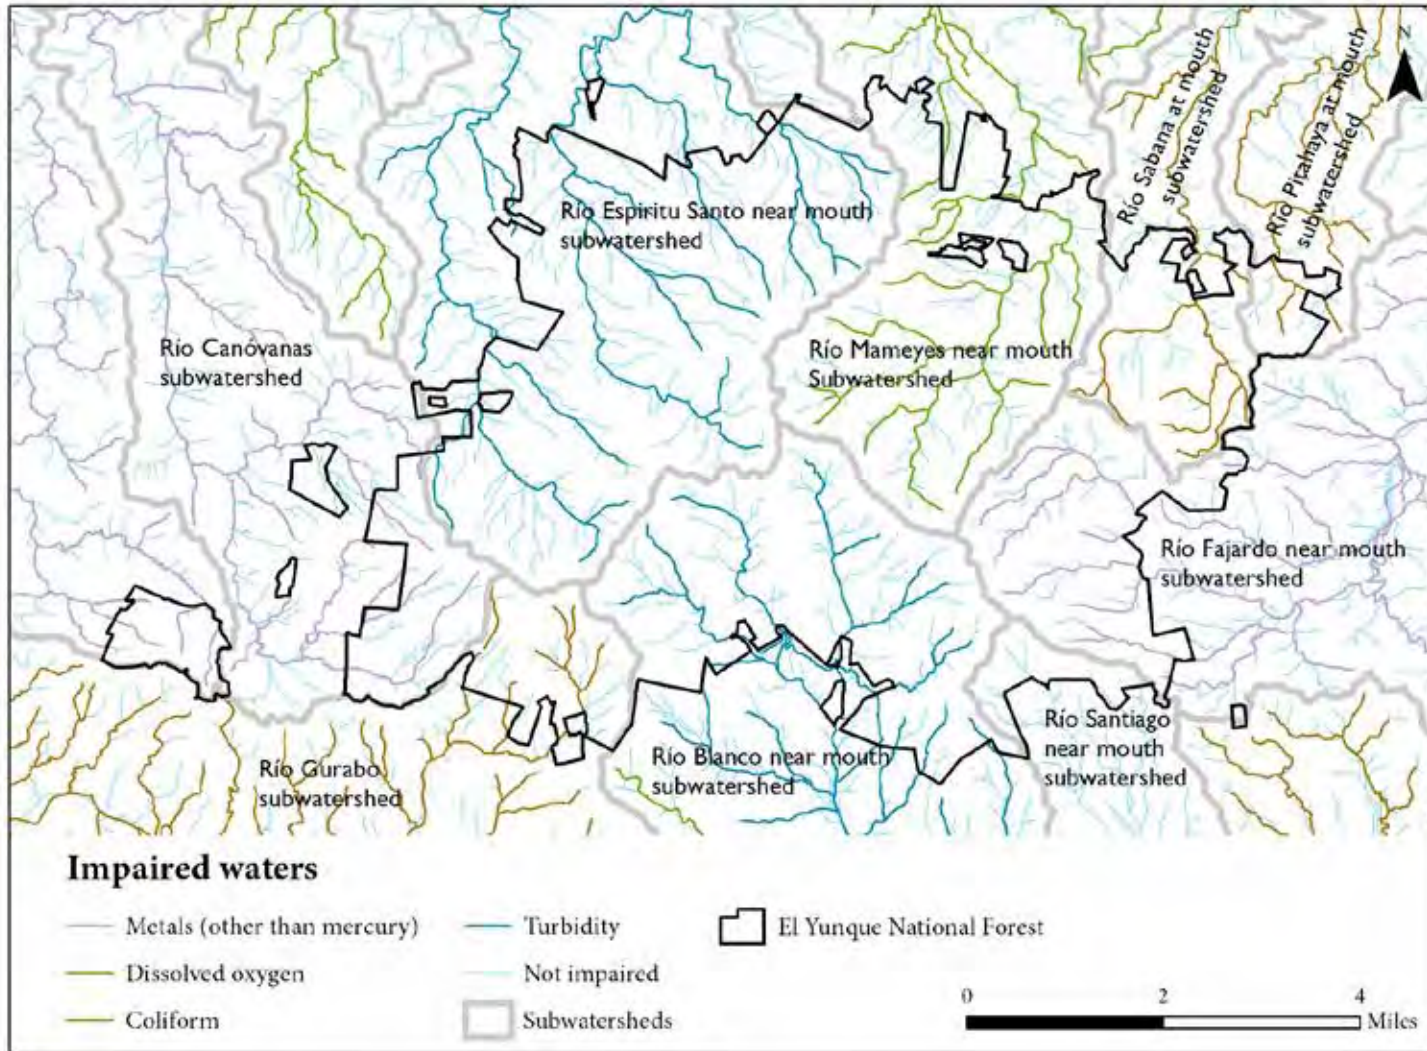 N
Río Sabana at mouth
subwatershed
Río Pitahaya at mouth
subwatershed
Río Espiritu Santo near mouth
subwatershed
Río Canóvanas
subwatershed
Río Mameyes near mouth
Subwatershed
Río Fajardo near mouth
subwatershed
Río Santiago
near mouth
subwatershed
Río Blanco near mouth
subwatershed
Río Gurabo
subwatershed
Impaired waters
Metals (other than mercury)
Dissolved oxygen
Coliform
Turbidity
Not impaired
Subwatersheds
El Yunque National Forest
0 2 4
Miles